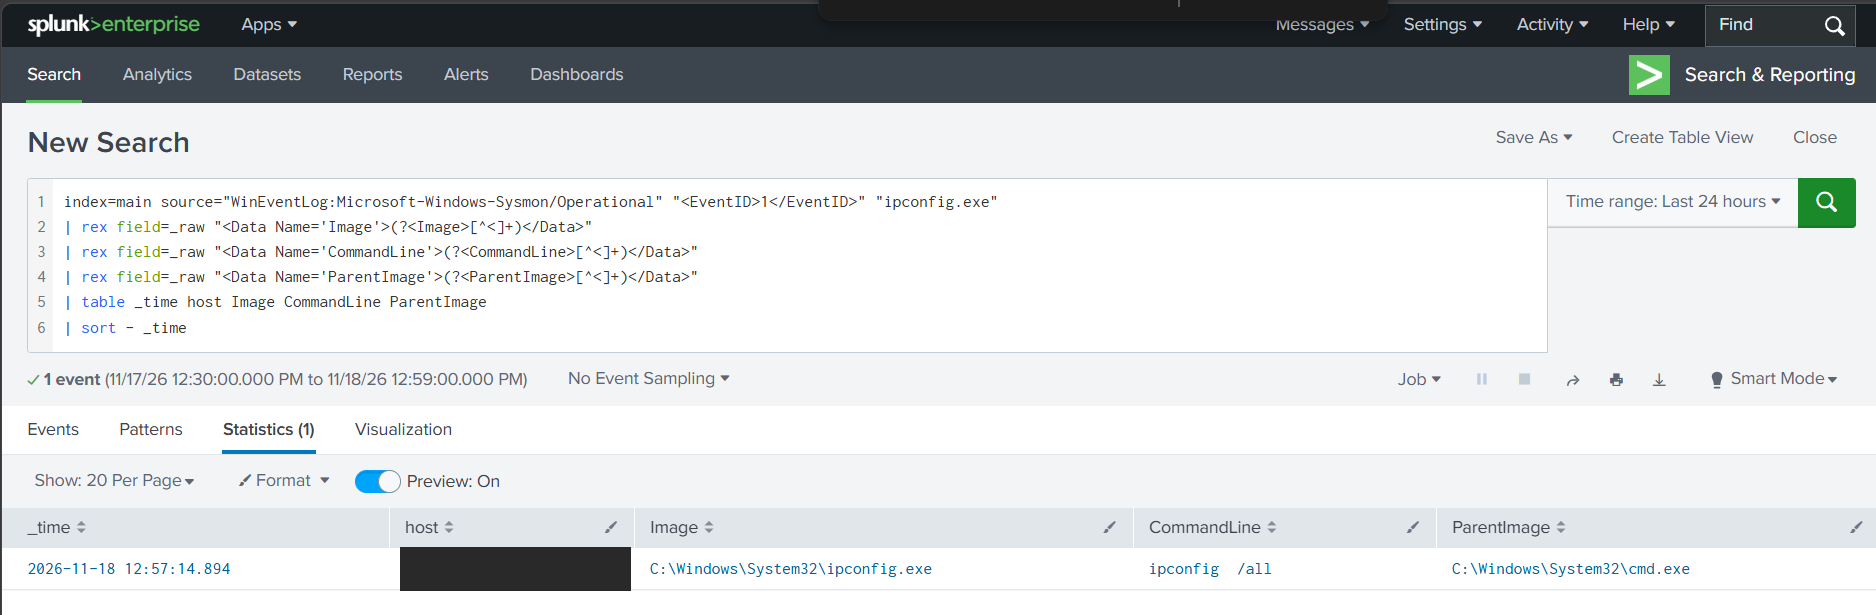 splunk>enterprise Apps Messages Settings Activity Help Find
Search Analytics Datasets Reports Alerts Dashboards Search & Reporting
New Search
Save As Create Table View Close
1 index=main source="WinEventLog:Microsoft-Windows-Sysmon/Operational" "<EventID>1</EventID>" "ipconfig.exe"
2 | rex field=_raw "<Data Name='Image'>(?<Image>[^<]+)</Data>"
3 | rex field=_raw "<Data Name='CommandLine'>(?<CommandLine>[^<]+)</Data>"
4 | rex field=_raw "<Data Name='ParentImage'>(?<ParentImage>[^<]+)</Data>"
5 | table _time host Image CommandLine ParentImage
6 | sort - _time
Time range: Last 24 hours
1 event (11/17/26 12:30:00.000 PM to 11/18/26 12:59:00.000 PM) No Event Sampling Job Smart Mode
Events Patterns Statistics (1) Visualization
Show: 20 Per Page Format Preview: On
_time host Image CommandLine ParentImage
2026-11-18 12:57:14.894 C:\Windows\System32\ipconfig.exe ipconfig  /all C:\Windows\System32\cmd.exe